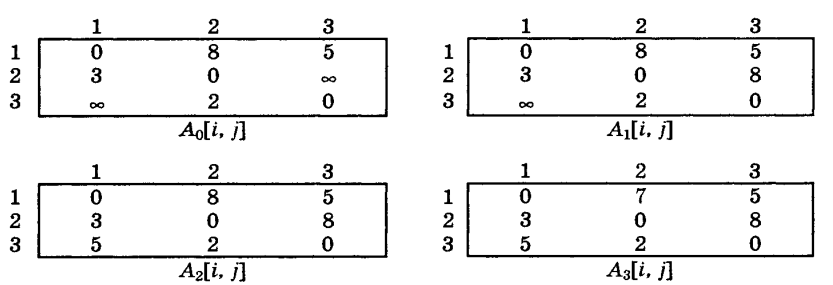 1 2 3
1 0 8 5
2 3 0 ∞
3 ∞ 2 0
A₀[i, j]
1 2 3
1 0 8 5
2 3 0 8
3 ∞ 2 0
A₁[i, j]
1 2 3
1 0 8 5
2 3 0 8
3 5 2 0
A₂[i, j]
1 2 3
1 0 7 5
2 3 0 8
3 5 2 0
A₃[i, j]